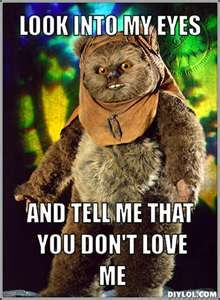 LOOK INTO MY EYES
AND TELL ME THAT
YOU DON'T LOVE
ME
DIYLOL.COM